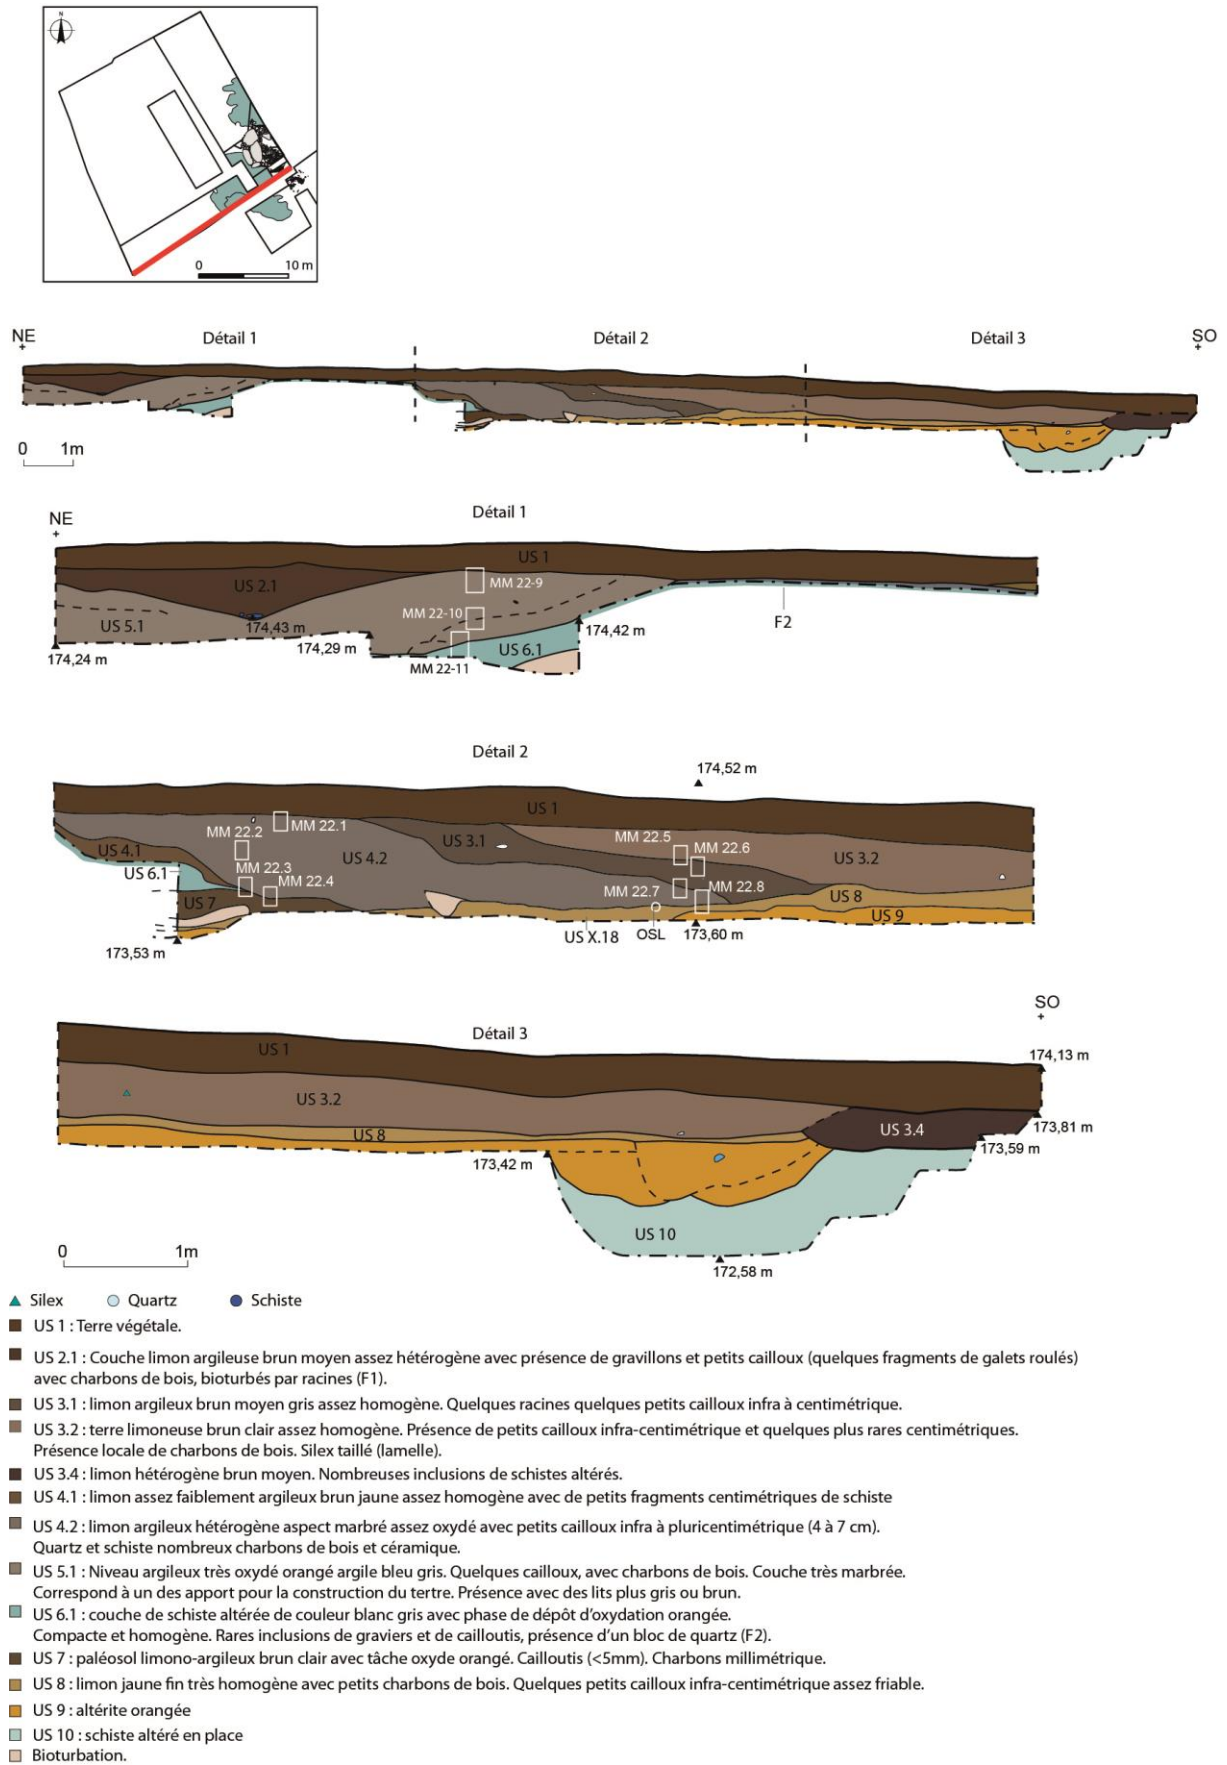 N
0 10 m
NE Détail 1 Détail 2 Détail 3 SO
0 1m
Détail 1
NE
US 1
US 2.1
MM 22-9
MM 22-10
US 5.1
174,43 m
174,42 m
F2
174,29 m
US 6.1
174,24 m
MM 22-11
Détail 2
174,52 m
US 1
MM 22.1
MM 22.2
MM 22.5
US 3.1
MM 22.6
US 4.1
US 4.2
US 3.2
MM 22.3
US 6.1
MM 22.4
MM 22.7
MM 22.8
US 7
US 8
US 9
US X.18
OSL
173,60 m
173,53 m
SO
Détail 3
US 1
174,13 m
US 3.2
US 3.4
173,81 m
US 8
173,59 m
173,42 m
US 10
0 1m
172,58 m
Silex Quartz Schiste
US 1 : Terre végétale.
US 2.1 : Couche limon argileuse brun moyen assez hétérogène avec présence de gravillons et petits cailloux (quelques fragments de galets roulés)
avec charbons de bois, bioturbés par racines (F1).
US 3.1 : limon argileux brun moyen gris assez homogène. Quelques racines quelques petits cailloux infra à centimétrique.
US 3.2 : terre limoneuse brun clair assez homogène. Présence de petits cailloux infra-centimétrique et quelques plus rares centimétriques.
Présence locale de charbons de bois. Silex taillé (lamelle).
US 3.4 : limon hétérogène brun moyen. Nombreuses inclusions de schistes altérés.
US 4.1 : limon assez faiblement argileux brun jaune assez homogène avec de petits fragments centimétriques de schiste
US 4.2 : limon argileux hétérogène aspect marbré assez oxydé avec petits cailloux infra à pluricentimétrique (4 à 7 cm).
Quartz et schiste nombreux charbons de bois et céramique.
US 5.1 : Niveau argileux très oxydé orangé argile bleu gris. Quelques cailloux, avec charbons de bois. Couche très marbrée.
Correspond à un des apport pour la construction du tertre. Présence avec des lits plus gris ou brun.
US 6.1 : couche de schiste altérée de couleur blanc gris avec phase de dépôt d'oxydation orangée.
Compacte et homogène. Rares inclusions de graviers et de cailloutis, présence d'un bloc de quartz (F2).
US 7 : paléosol limono-argileux brun clair avec tâche oxyde orangé. Cailloutis (<5mm). Charbons millimétrique.
US 8 : limon jaune fin très homogène avec petits charbons de bois. Quelques petits cailloux infra-centimétrique assez friable.
US 9 : altérite orangée
US 10 : schiste altéré en place
Bioturbation.